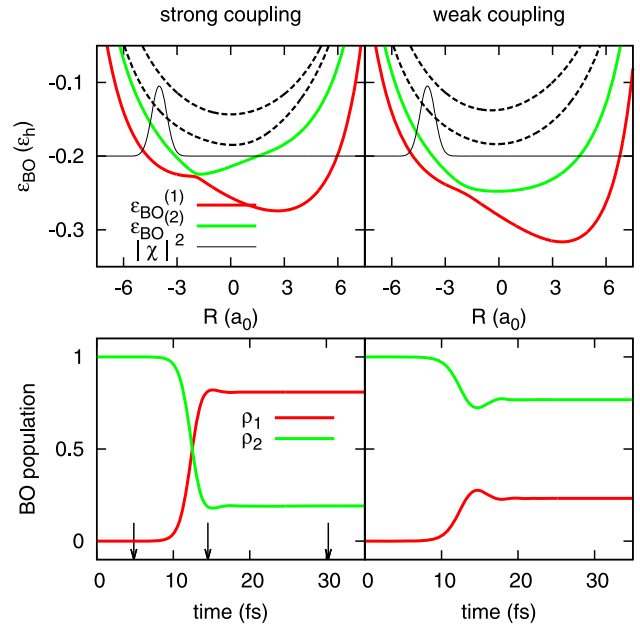 strong coupling weak coupling
-0.1
-0.2
-0.3
ε_BO (ε_h)
ε_BO^(1)
ε_BO^(2)
|χ|^2
-6 -3 0 3 6 -6 -3 0 3 6
R (a_0) R (a_0)
1
0.5
0
BO population
ρ_1
ρ_2
0 10 20 30 0 10 20 30
time (fs) time (fs)